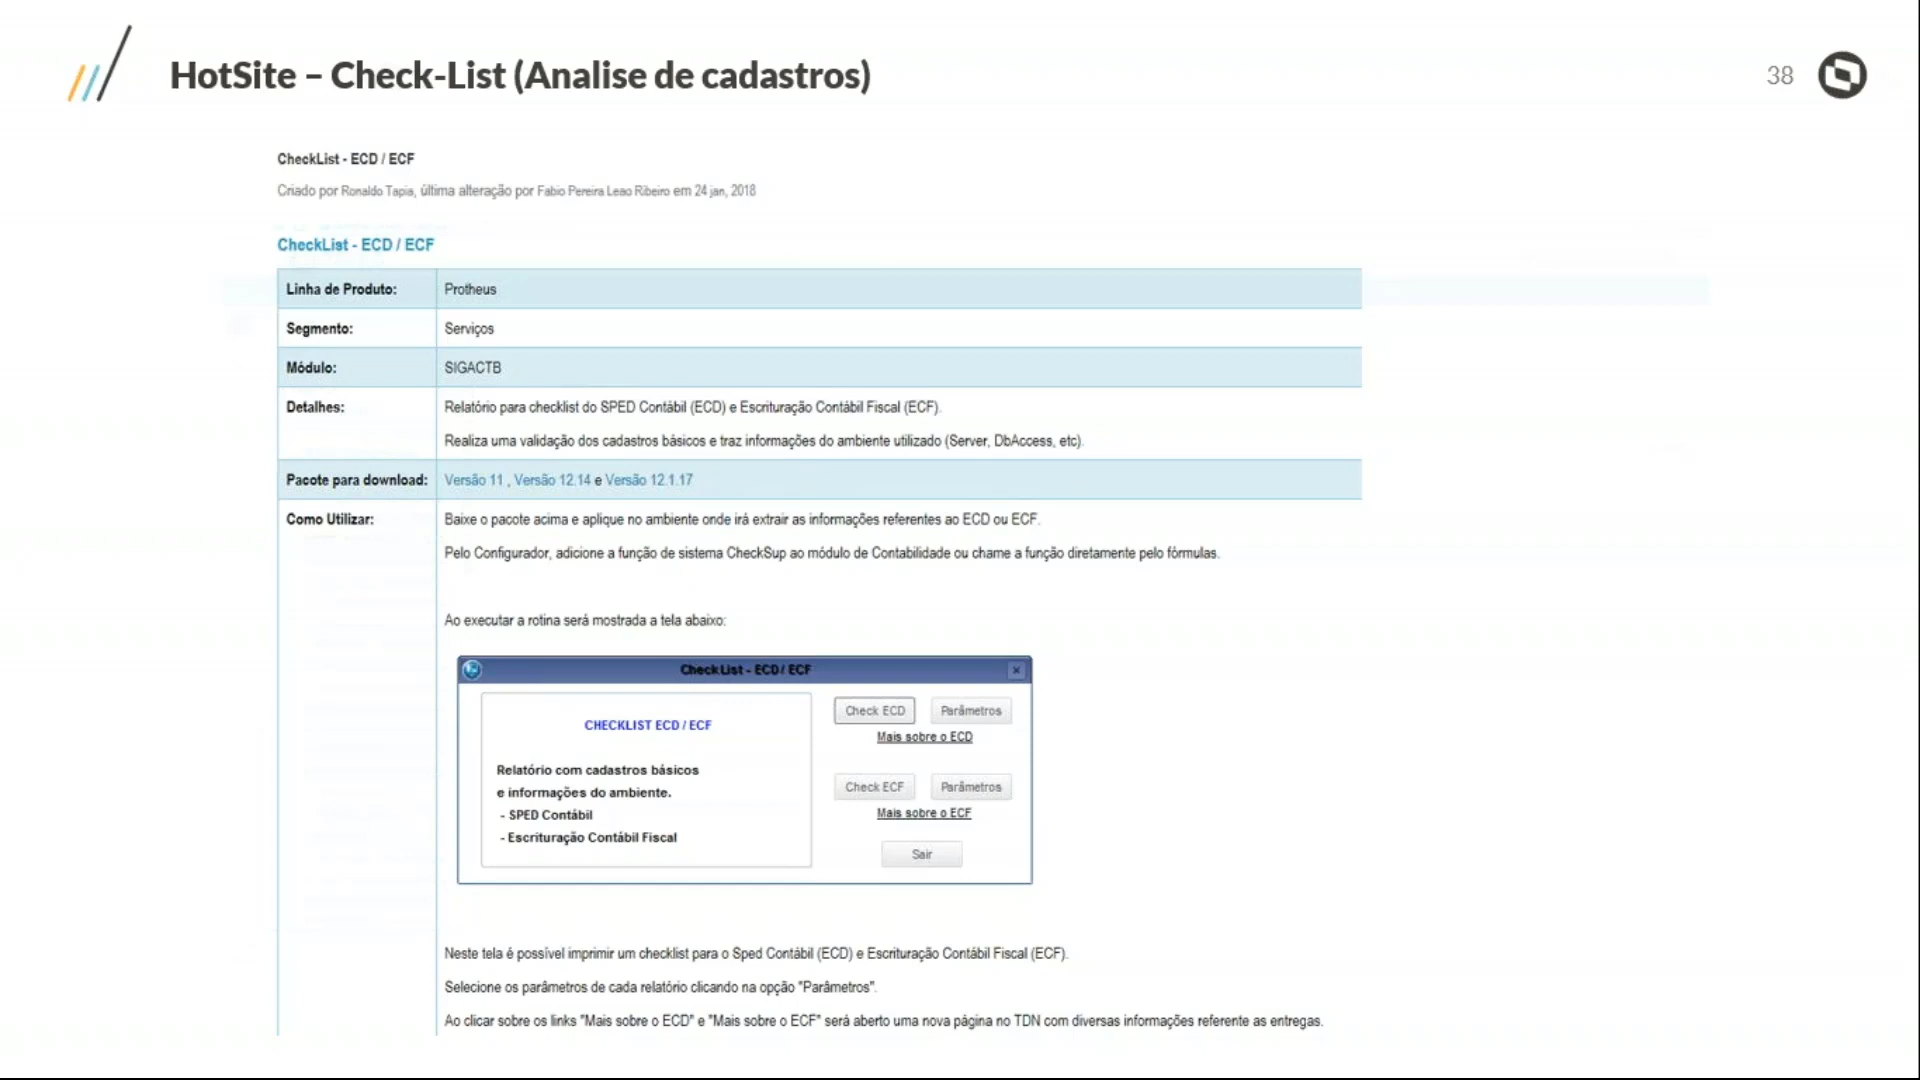 HotSite – Check-List (Analise de cadastros)
38
CheckList - ECD / ECF
Criado por Ronaldo Tapia, última alteração por Fabio Pereira Leao Ribeiro em 24 jan, 2018
CheckList - ECD / ECF
Linha de Produto: Protheus
Segmento: Serviços
Módulo: SIGACTB
Detalhes: Relatório para checklist do SPED Contábil (ECD) e Escrituração Contábil Fiscal (ECF).
Realiza uma validação dos cadastros básicos e traz informações do ambiente utilizado (Server, DbAccess, etc).
Pacote para download: Versão 11 , Versão 12.14 e Versão 12.1.17
Como Utilizar: Baixe o pacote acima e aplique no ambiente onde irá extrair as informações referentes ao ECD ou ECF.
Pelo Configurador, adicione a função de sistema CheckSup ao módulo de Contabilidade ou chame a função diretamente pelo fórmulas.
Ao executar a rotina será mostrada a tela abaixo:
CheckList - ECD / ECF
CHECKLIST ECD / ECF
Relatório com cadastros básicos
e informações do ambiente.
- SPED Contábil
- Escrituração Contábil Fiscal
Check ECD Parâmetros
Mais sobre o ECD
Check ECF Parâmetros
Mais sobre o ECF
Sair
Neste tela é possível imprimir um checklist para o Sped Contábil (ECD) e Escrituração Contábil Fiscal (ECF).
Selecione os parâmetros de cada relatório clicando na opção "Parâmetros".
Ao clicar sobre os links "Mais sobre o ECD" e "Mais sobre o ECF" será aberto uma nova página no TDN com diversas informações referente as entregas.